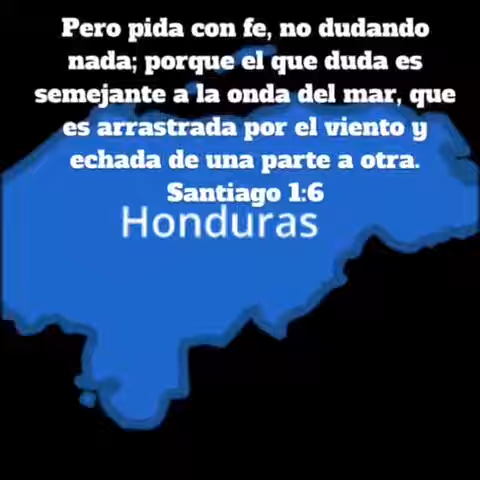 Pero pida con fe, no dudando
nada; porque el que duda es
semejante a la onda del mar, que
es arrastrada por el viento y
echada de una parte a otra.
Santiago 1:6
Honduras